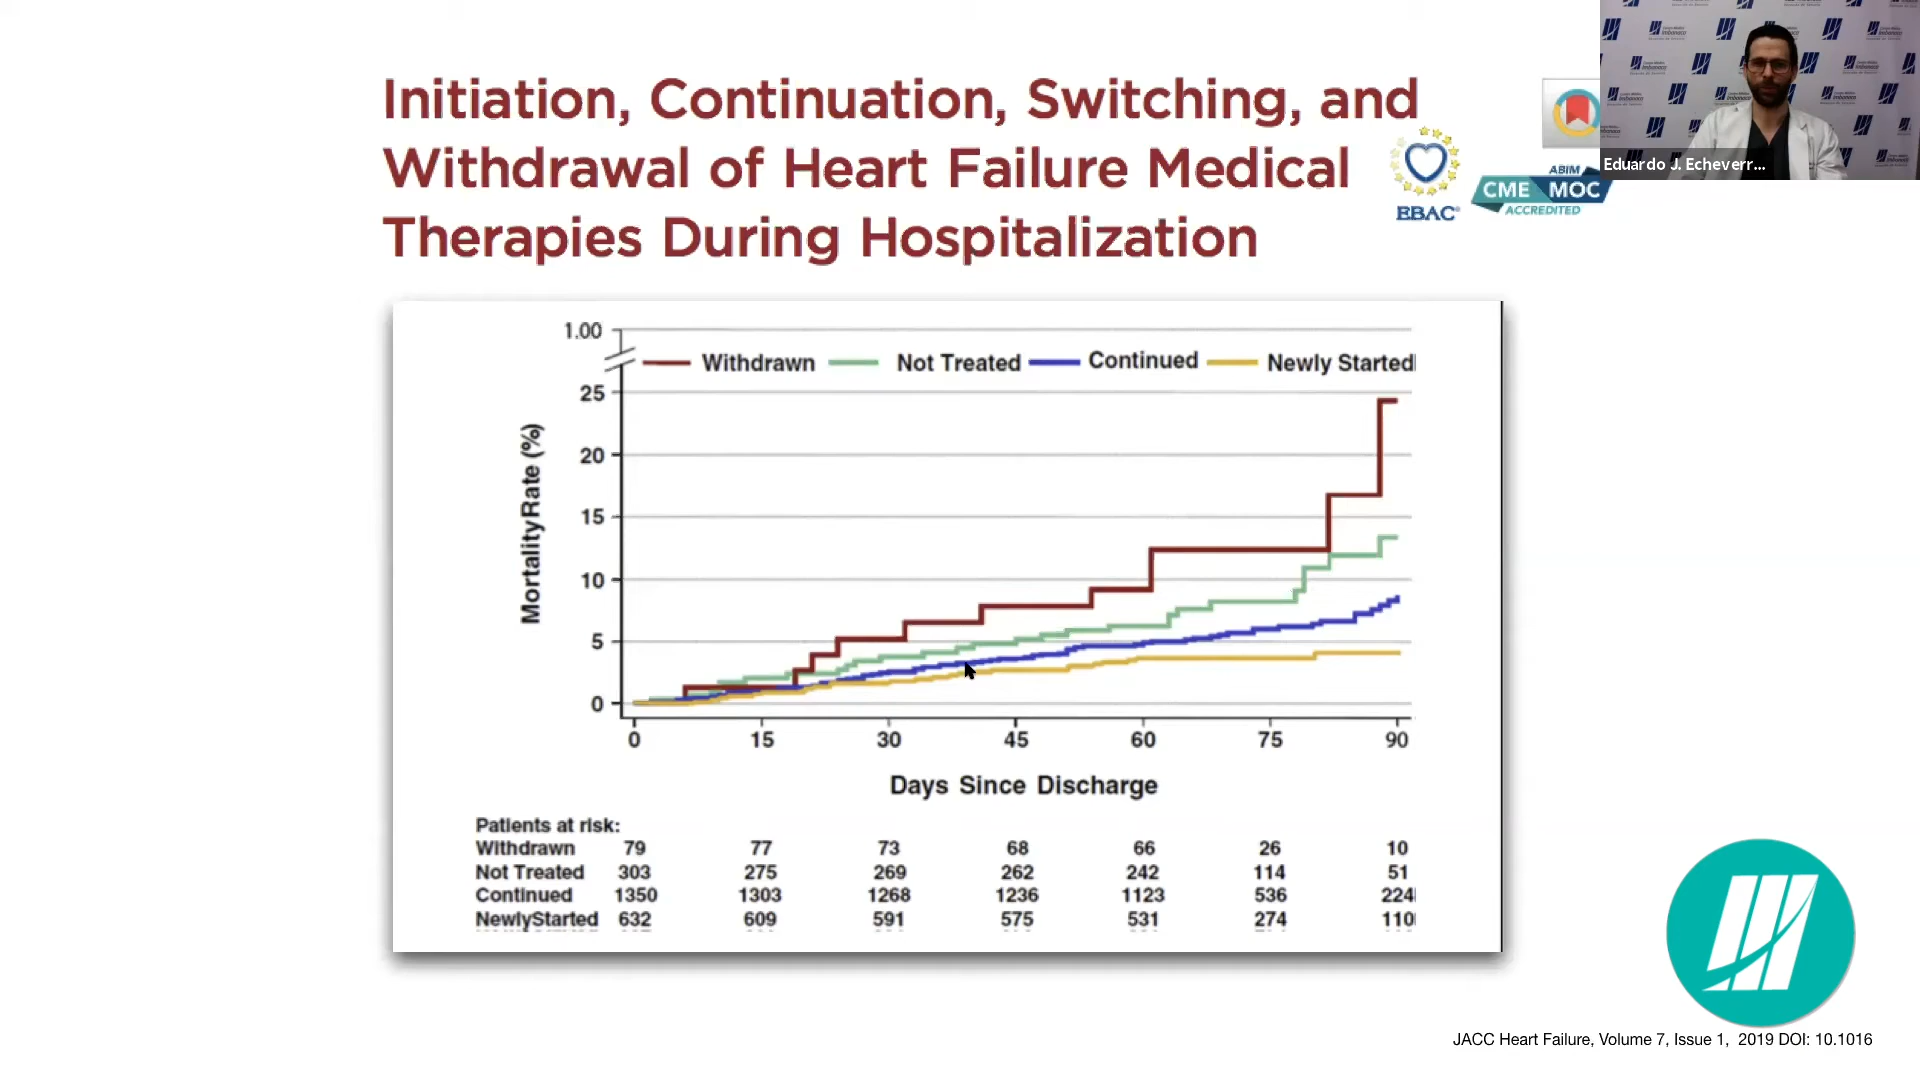 Initiation, Continuation, Switching, and
Withdrawal of Heart Failure Medical
Therapies During Hospitalization
EBAC
ABIM
CME MOC
ACCREDITED
Eduardo J. Echeverr...
1.00
Withdrawn Not Treated Continued Newly Started
25
20
15
10
5
0
MortalityRate (%)
0 15 30 45 60 75 90
Days Since Discharge
Patients at risk:
Withdrawn 79 77 73 68 66 26 10
Not Treated 303 275 269 262 242 114 51
Continued 1350 1303 1268 1236 1123 536 224
NewlyStarted 632 609 591 575 531 274 110
JACC Heart Failure, Volume 7, Issue 1, 2019 DOI: 10.1016